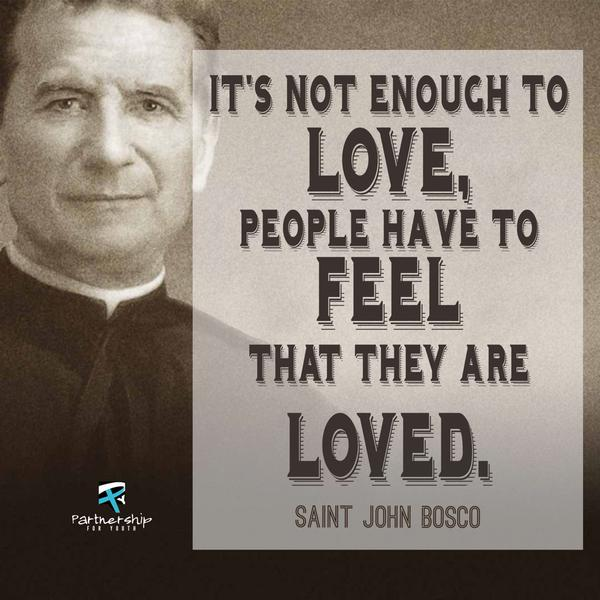 IT'S NOT ENOUGH TO
LOVE,
PEOPLE HAVE TO
FEEL
THAT THEY ARE
LOVED.
SAINT JOHN BOSCO
PY
Partnership
FOR YOUTH